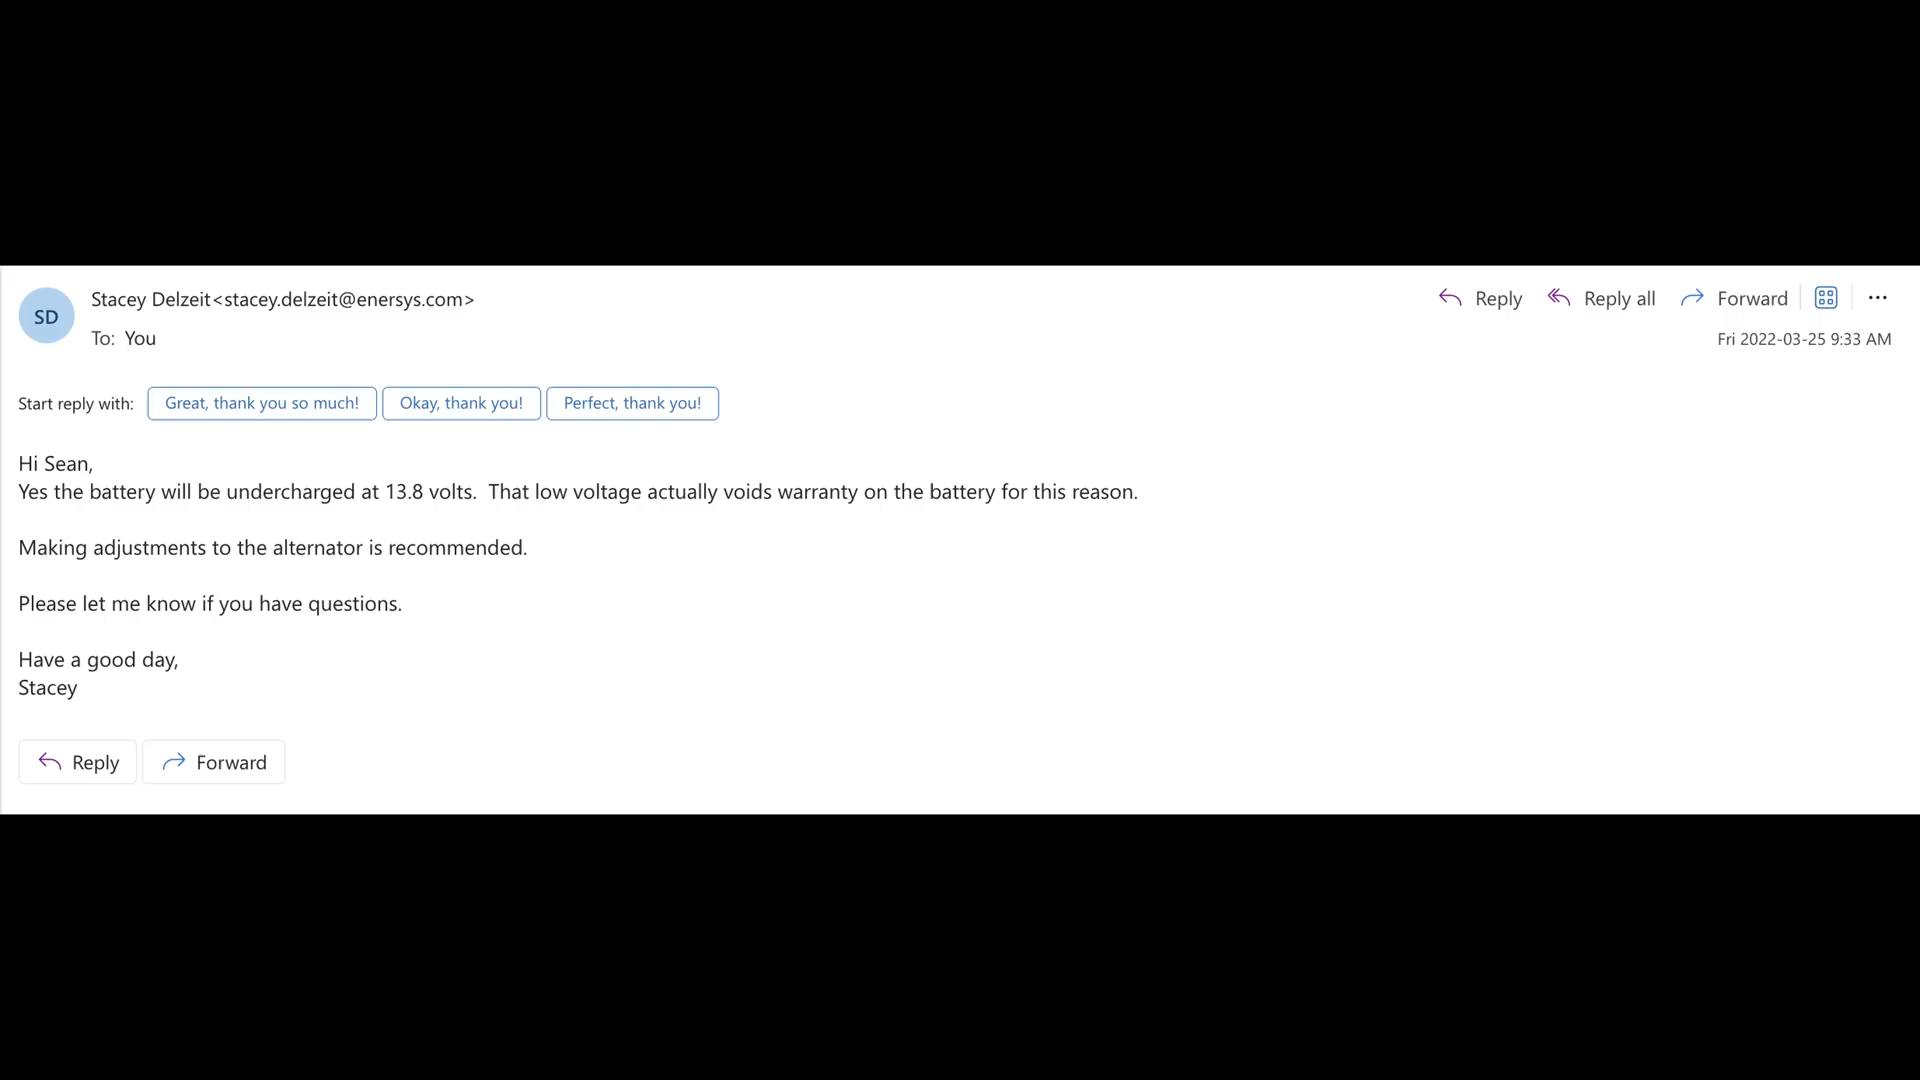 SD
Stacey Delzeit<stacey.delzeit@enersys.com>
To: You
Reply
Reply all
Forward
Fri 2022-03-25 9:33 AM
Start reply with:
Great, thank you so much!
Okay, thank you!
Perfect, thank you!
Hi Sean,
Yes the battery will be undercharged at 13.8 volts.  That low voltage actually voids warranty on the battery for this reason.
Making adjustments to the alternator is recommended.
Please let me know if you have questions.
Have a good day,
Stacey
Reply
Forward